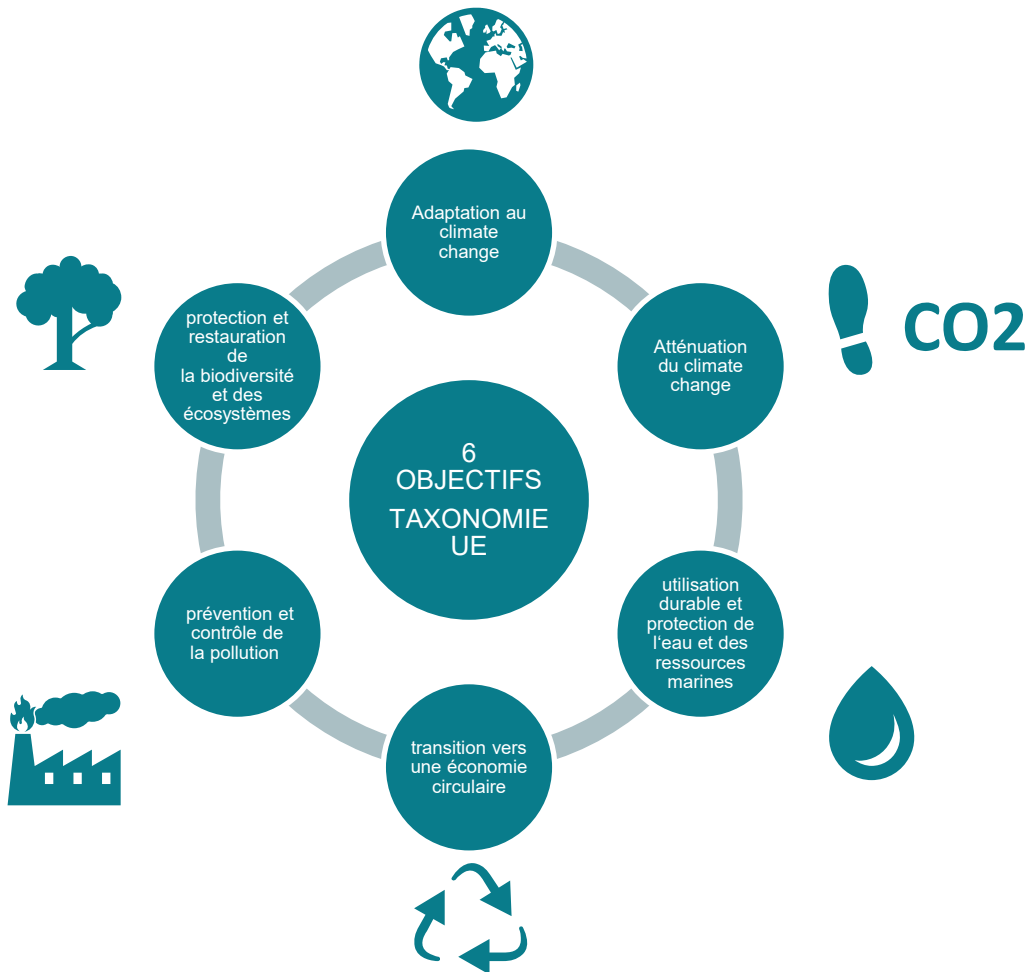 Adaptation au
climate
change
Atténuation
du climate
change
CO2
utilisation
durable et
protection de
l'eau et des
ressources
marines
transition vers
une économie
circulaire
prévention et
contrôle de
la pollution
protection et
restauration
de
la biodiversité
et des
écosystèmes
6
OBJECTIFS
TAXONOMIE
UE